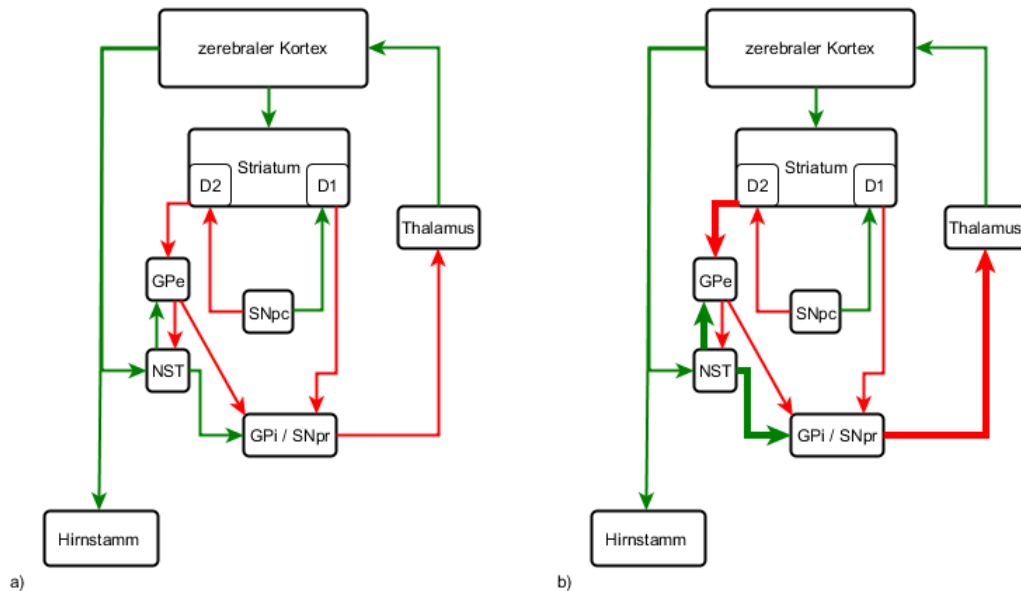 zerebraler Kortex
Striatum
D2
D1
Thalamus
GPe
SNpc
NST
GPi / SNpr
Hirnstamm
a)
zerebraler Kortex
Striatum
D2
D1
Thalamus
GPe
SNpc
NST
GPi / SNpr
Hirnstamm
b)